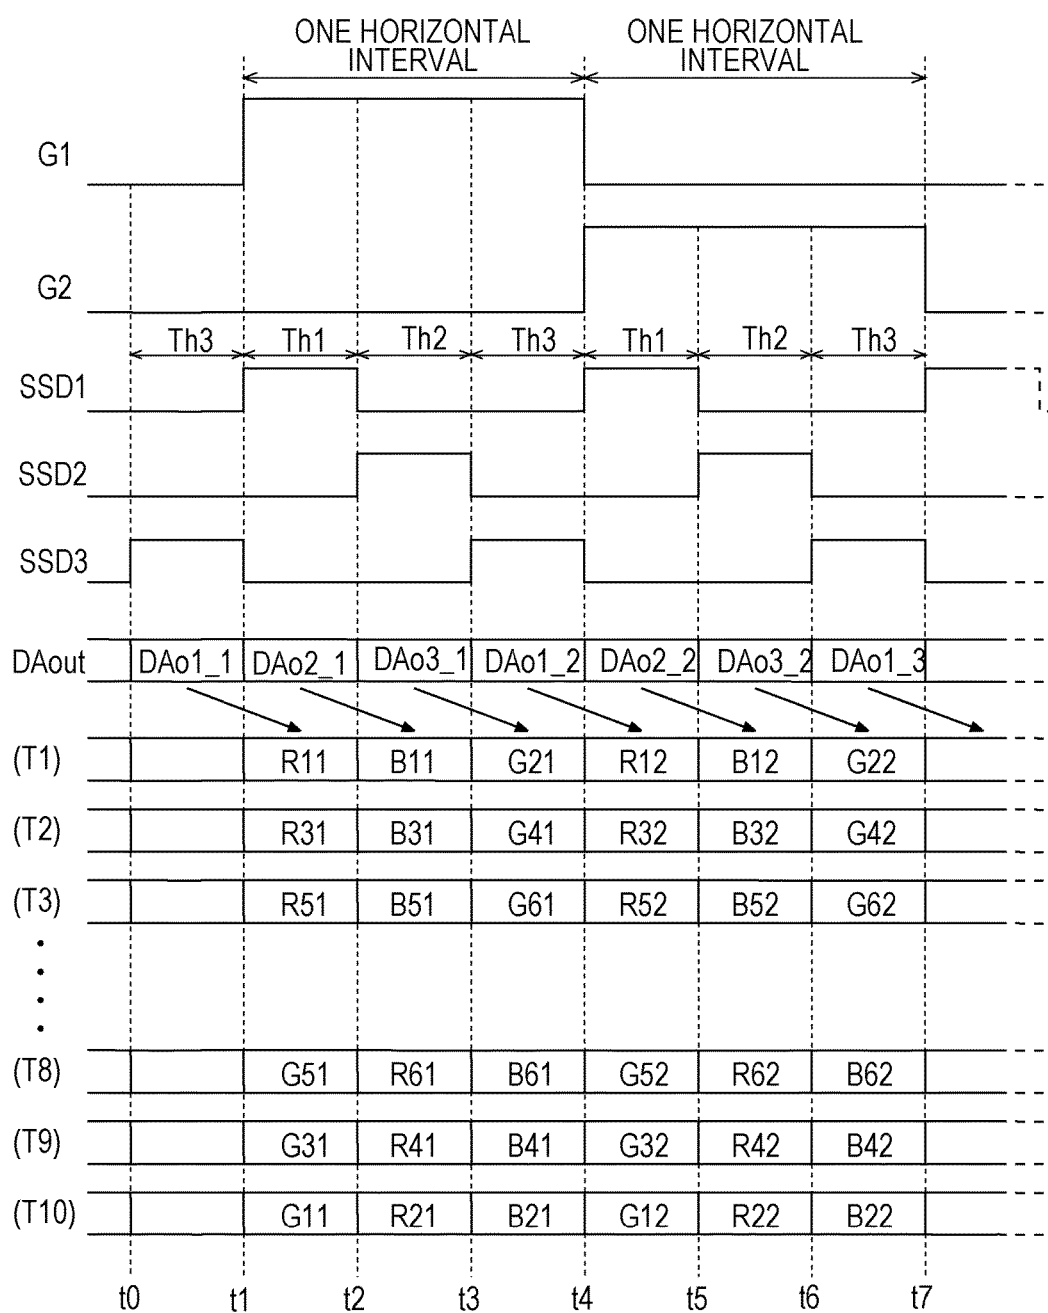 ONE HORIZONTAL INTERVAL
ONE HORIZONTAL INTERVAL
G1
G2
Th3 Th1 Th2 Th3 Th1 Th2 Th3
SSD1
SSD2
SSD3
DAout DAo1_1 DAo2_1 DAo3_1 DAo1_2 DAo2_2 DAo3_2 DAo1_3
(T1) R11 B11 G21 R12 B12 G22
(T2) R31 B31 G41 R32 B32 G42
(T3) R51 B51 G61 R52 B52 G62
(T8) G51 R61 B61 G52 R62 B62
(T9) G31 R41 B41 G32 R42 B42
(T10) G11 R21 B21 G12 R22 B22
t0 t1 t2 t3 t4 t5 t6 t7